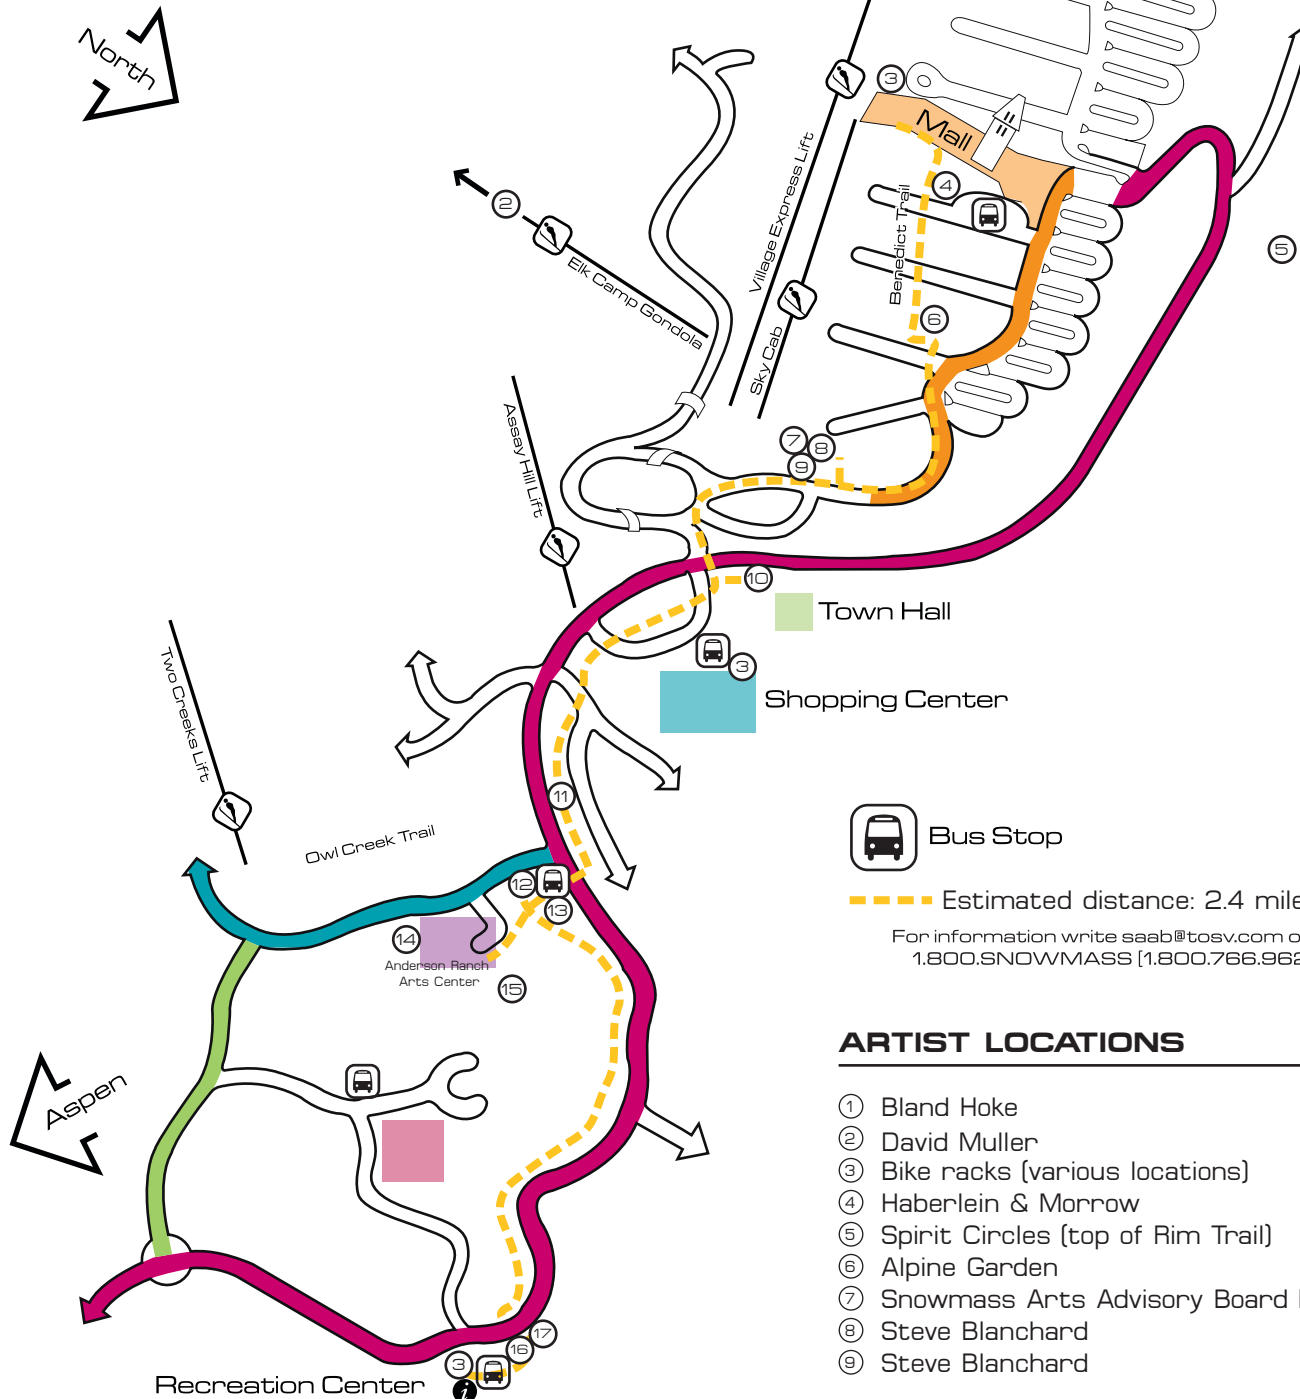 North
3
Mall
Village Express Lift
4
Benedict Trail
2
Elk Camp Gondola
5
Sky Cab
6
Assay Hill Lift
7
8
9
10
Town Hall
3
Shopping Center
Two Creeks Lift
11
Bus Stop
Owl Creek Trail
12
13
Estimated distance: 2.4
For information write saab@tosv.com
1.800.SNOWMASS [1.800.766.962
14
Anderson Ranch
Arts Center
15
ARTIST LOCATIONS
Aspen
1 Bland Hoke
2 David Muller
3 Bike racks (various locations)
4 Haberlein & Morrow
5 Spirit Circles (top of Rim Trail)
6 Alpine Garden
7 Snowmass Arts Advisory Board
8 Steve Blanchard
9 Steve Blanchard
17
16
3
i
Recreation Center